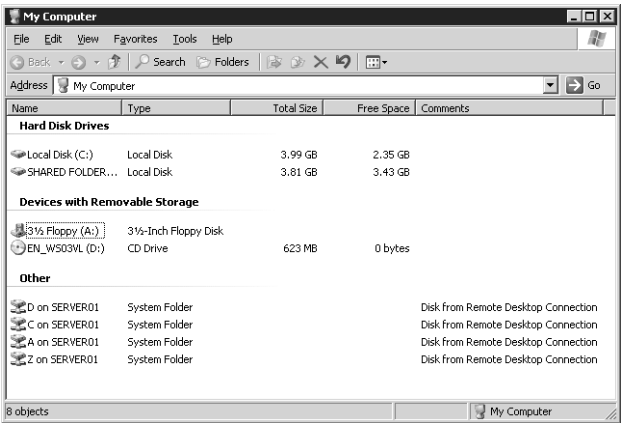 My Computer
File Edit View Favorites Tools Help
Back Search Folders
Address My Computer Go
Name Type Total Size Free Space Comments
Hard Disk Drives
Local Disk (C:) Local Disk 3.99 GB 2.35 GB
SHARED FOLDER... Local Disk 3.81 GB 3.43 GB
Devices with Removable Storage
3½ Floppy (A:) 3½-Inch Floppy Disk
EN_WS03VL (D:) CD Drive 623 MB 0 bytes
Other
D on SERVER01 System Folder Disk from Remote Desktop Connection
C on SERVER01 System Folder Disk from Remote Desktop Connection
A on SERVER01 System Folder Disk from Remote Desktop Connection
Z on SERVER01 System Folder Disk from Remote Desktop Connection
8 objects My Computer